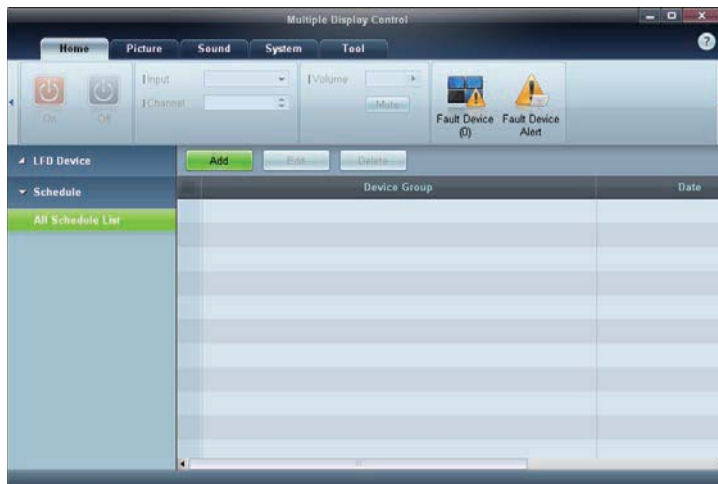 Multiple Display Control
Home Picture Sound System Tool
?
Input
Volume
Channel
Mute
On Off
Fault Device (0)
Fault Device Alert
LFD Device
Add Edit Delete
Schedule
Device Group Date
All Schedule List